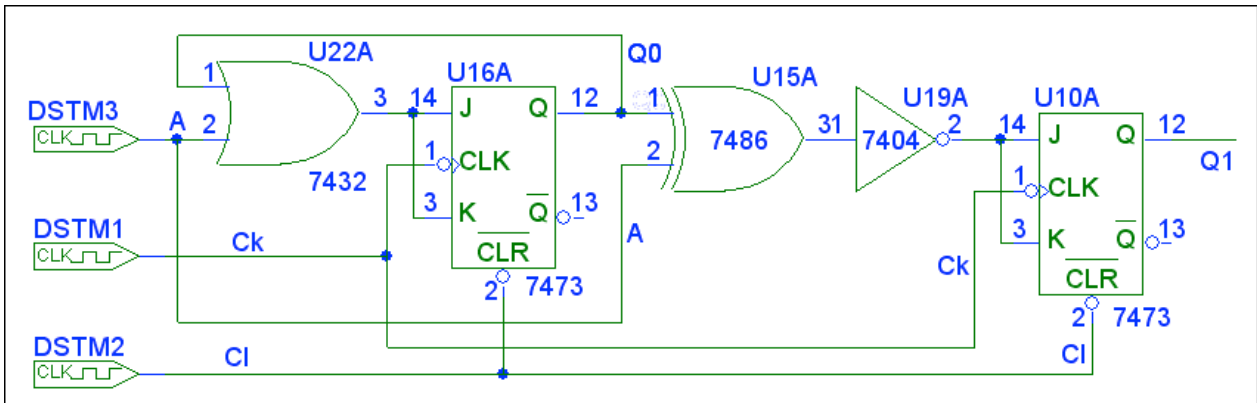 U22A
1
2
3
7432
DSTM3
CLK
A
DSTM1
CLK
Ck
DSTM2
CLK
Cl
U16A
14
J
Q
12
1
CLK
3
K
Q
13
CLR
2
7473
Q0
U15A
1
2
7486
31
A
U19A
7404
2
U10A
14
J
Q
12
Q1
1
CLK
3
K
Q
13
CLR
2
7473
Ck
Cl